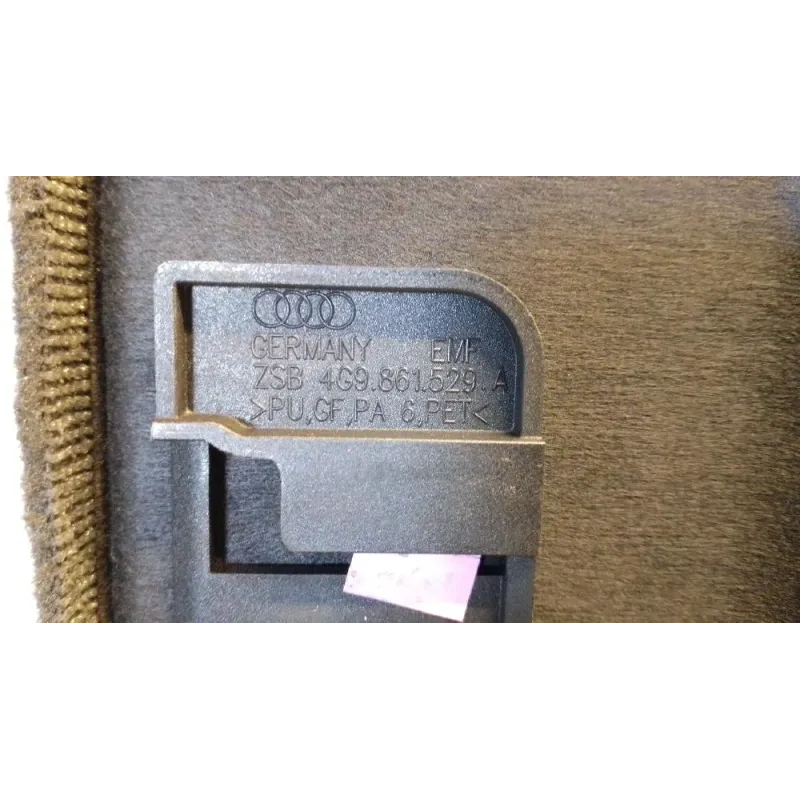 GERMANY EMF
ZSB 4G9.861.529.A
>PU,GF,PA 6,PET<